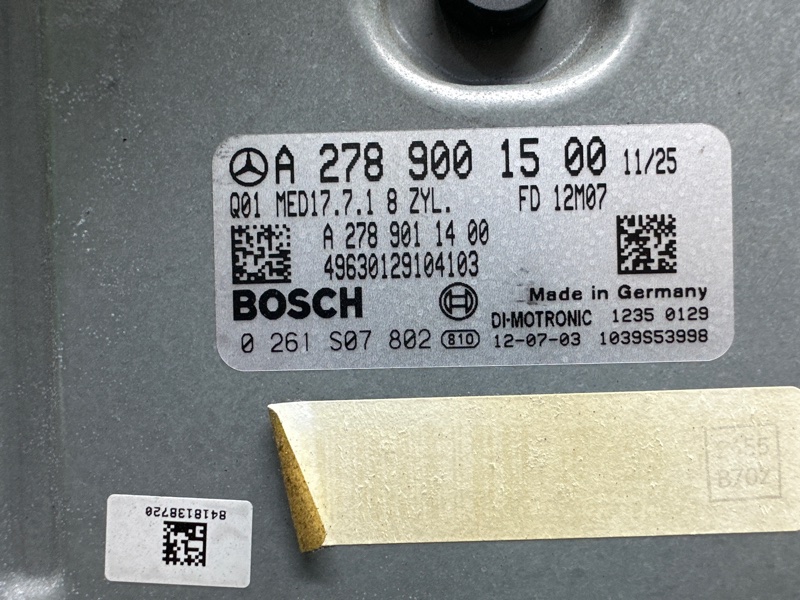 A 278 900 15 00 11/25
Q01 MED17.7.1 8 ZYL. FD 12M07
A 278 901 14 00
49630129104103
BOSCH Made in Germany
DI-MOTRONIC 1235 0129
0 261 S07 802 810 12-07-03 1039S53998
84181138720